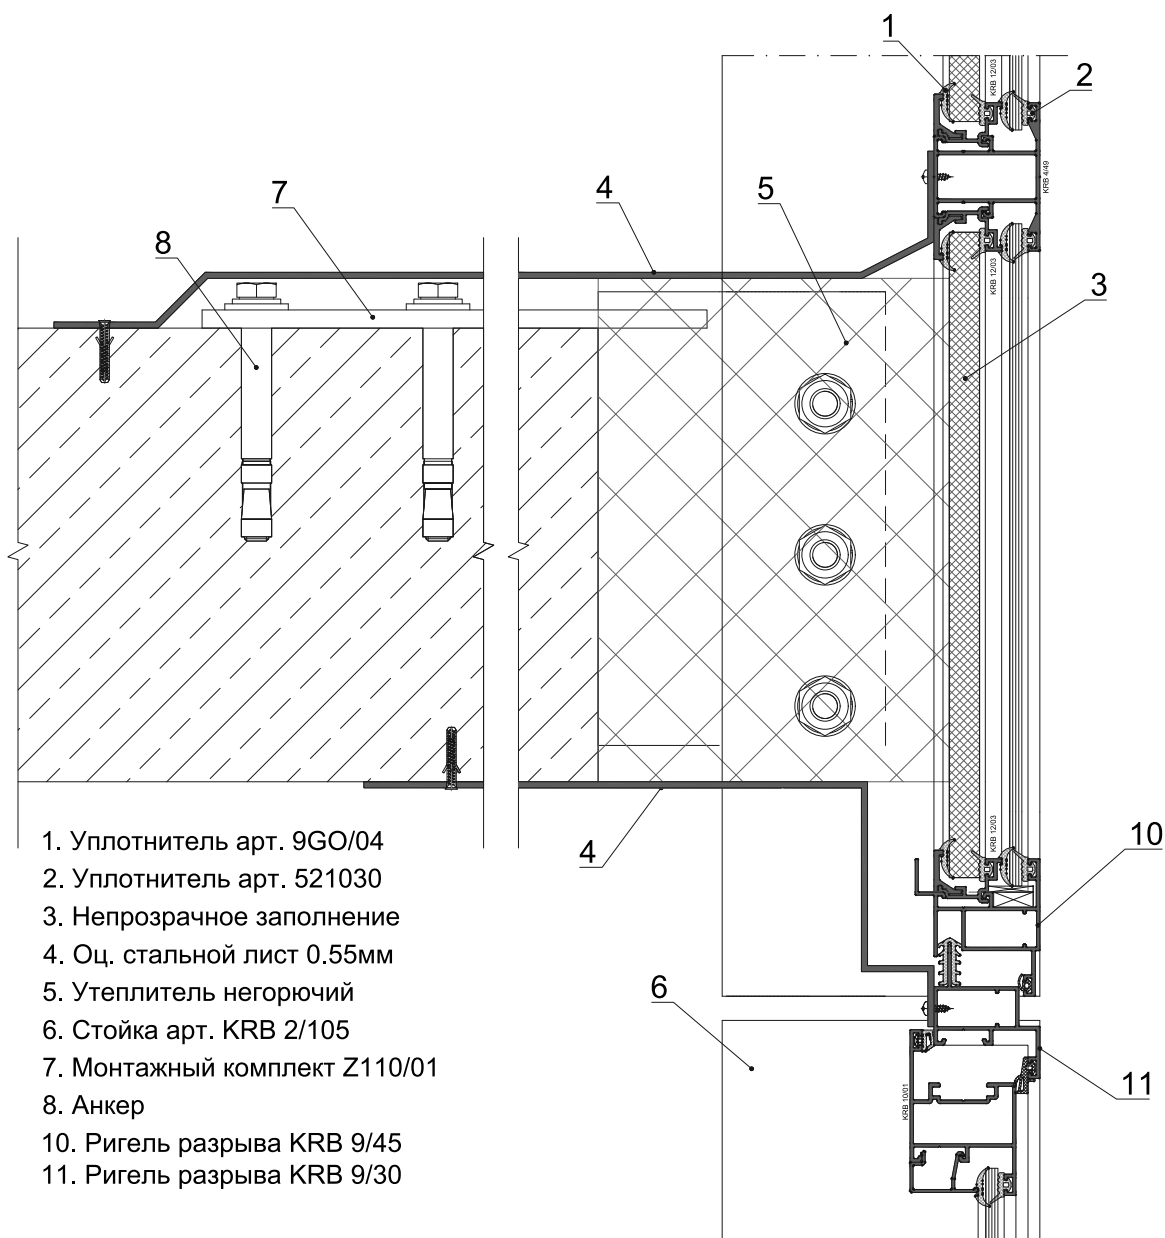 1
KRB 12/03
2
KRB 4/49
7
4
5
8
KRB 12/03
3
KRB 12/03
10
4
1. Уплотнитель арт. 9GO/04
2. Уплотнитель арт. 521030
3. Непрозрачное заполнение
4. Оц. стальной лист 0.55мм
5. Утеплитель негорючий
6. Стойка арт. KRB 2/105
7. Монтажный комплект Z110/01
8. Анкер
10. Ригель разрыва KRB 9/45
11. Ригель разрыва KRB 9/30
6
11
KRB 10/01